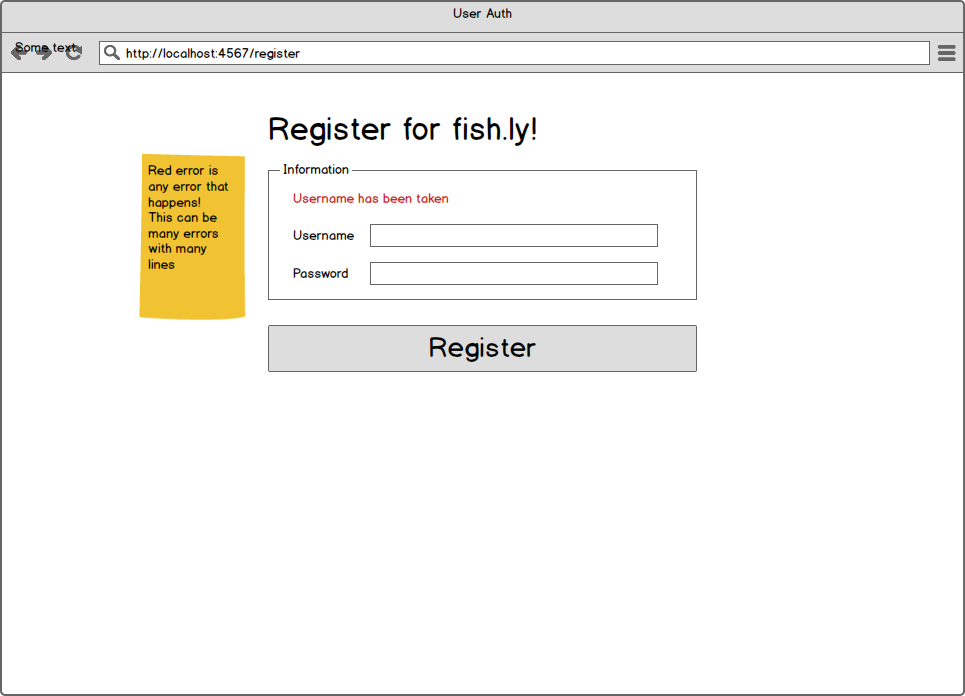 User Auth
Some text
http://localhost:4567/register
Register for fish.ly!
Red error is
any error that
happens!
This can be
many errors
with many
lines
Information
Username has been taken
Username
Password
Register